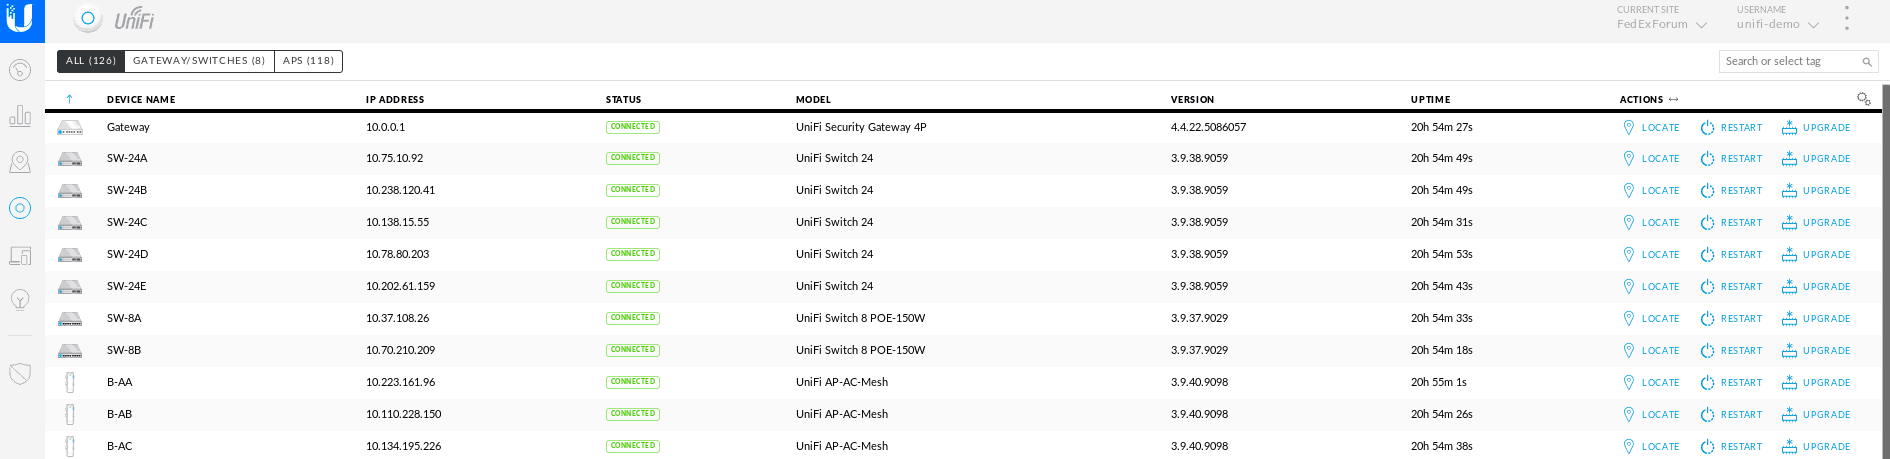 UniFi
CURRENT SITE USERNAME
FedExForum unifi-demo
ALL (126) GATEWAY/SWITCHES (8) APS (118) Search or select tag
DEVICE NAME IP ADDRESS STATUS MODEL VERSION UPTIME ACTIONS
Gateway 10.0.0.1 CONNECTED UniFi Security Gateway 4P 4.4.22.5086057 20h 54m 27s LOCATE RESTART UPGRADE
SW-24A 10.75.10.92 CONNECTED UniFi Switch 24 3.9.38.9059 20h 54m 49s LOCATE RESTART UPGRADE
SW-24B 10.238.120.41 CONNECTED UniFi Switch 24 3.9.38.9059 20h 54m 49s LOCATE RESTART UPGRADE
SW-24C 10.138.15.55 CONNECTED UniFi Switch 24 3.9.38.9059 20h 54m 31s LOCATE RESTART UPGRADE
SW-24D 10.78.80.203 CONNECTED UniFi Switch 24 3.9.38.9059 20h 54m 53s LOCATE RESTART UPGRADE
SW-24E 10.202.61.159 CONNECTED UniFi Switch 24 3.9.38.9059 20h 54m 43s LOCATE RESTART UPGRADE
SW-8A 10.37.108.26 CONNECTED UniFi Switch 8 POE-150W 3.9.37.9029 20h 54m 33s LOCATE RESTART UPGRADE
SW-8B 10.70.210.209 CONNECTED UniFi Switch 8 POE-150W 3.9.37.9029 20h 54m 18s LOCATE RESTART UPGRADE
B-AA 10.223.161.96 CONNECTED UniFi AP-AC-Mesh 3.9.40.9098 20h 55m 1s LOCATE RESTART UPGRADE
B-AB 10.110.228.150 CONNECTED UniFi AP-AC-Mesh 3.9.40.9098 20h 54m 26s LOCATE RESTART UPGRADE
B-AC 10.134.195.226 CONNECTED UniFi AP-AC-Mesh 3.9.40.9098 20h 54m 38s LOCATE RESTART UPGRADE